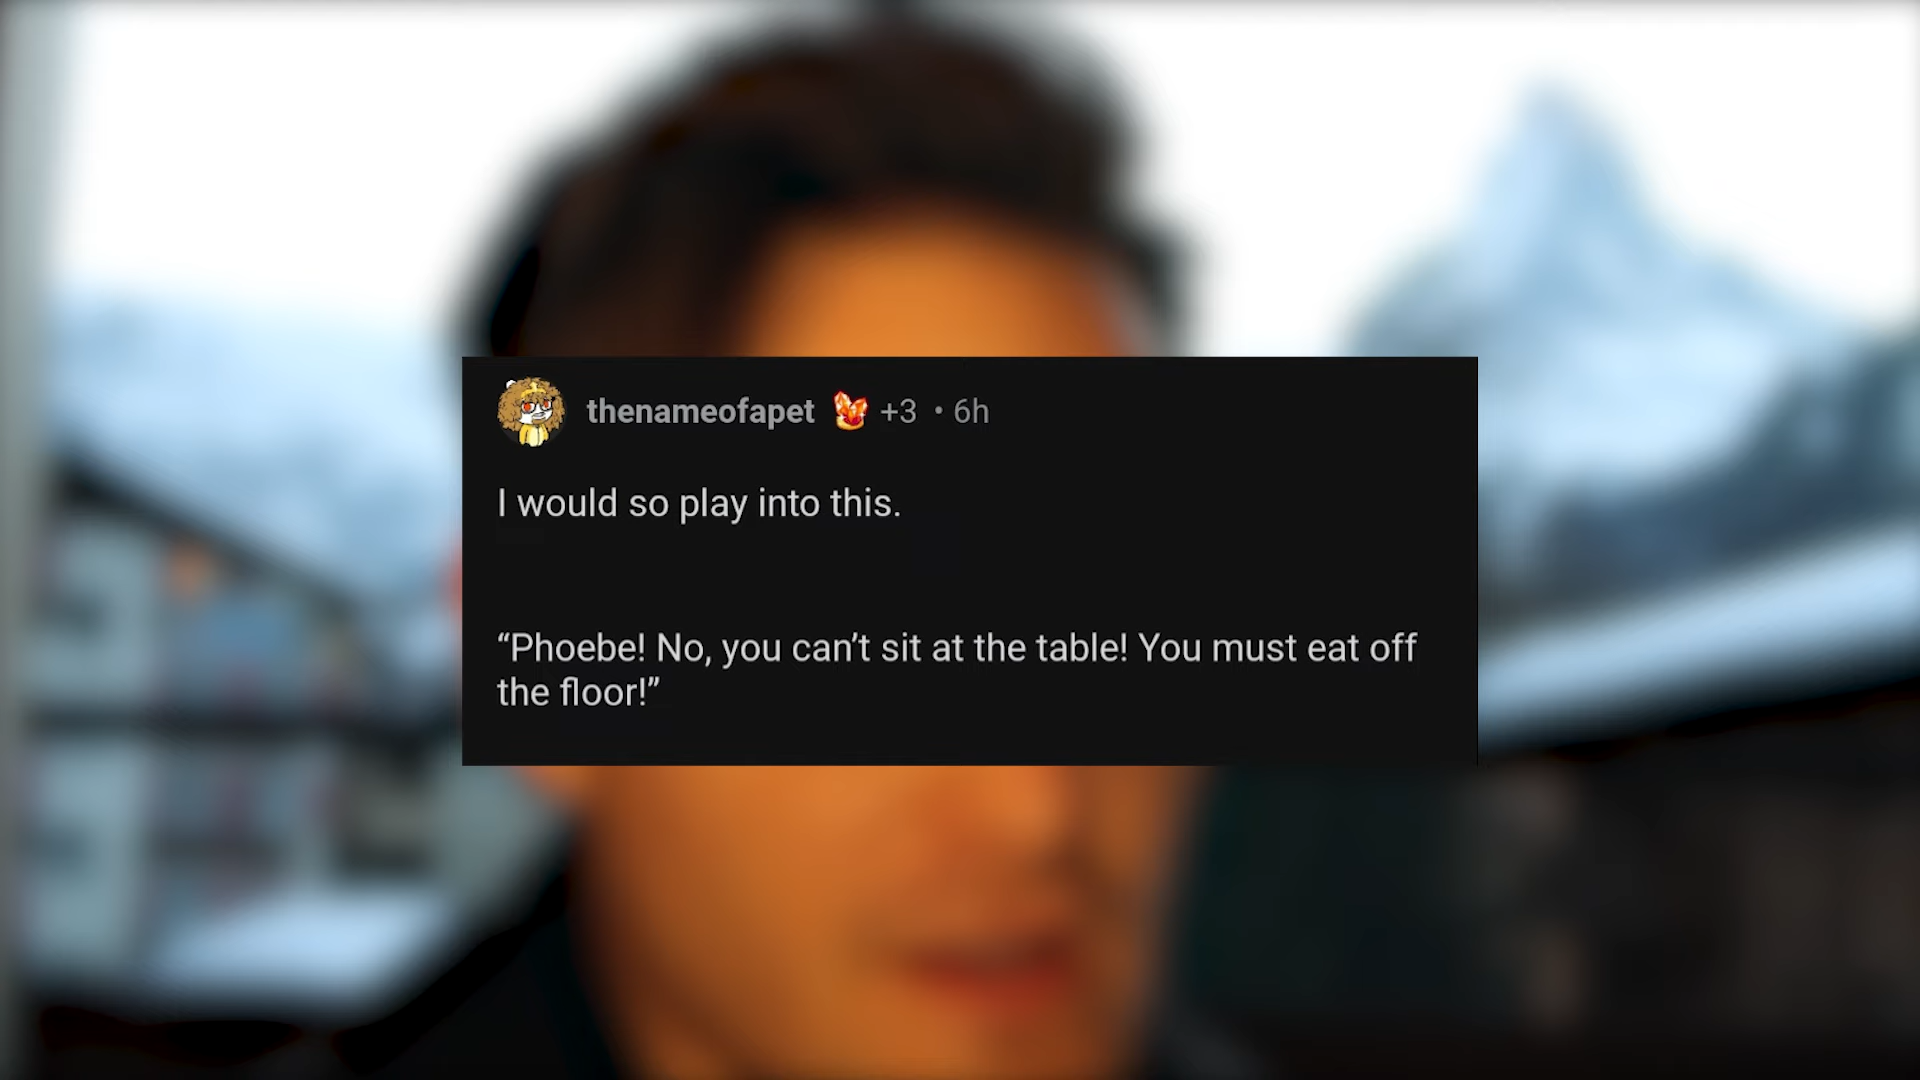 thenameofapet +3 • 6h
I would so play into this.
“Phoebe! No, you can’t sit at the table! You must eat off
the floor!”